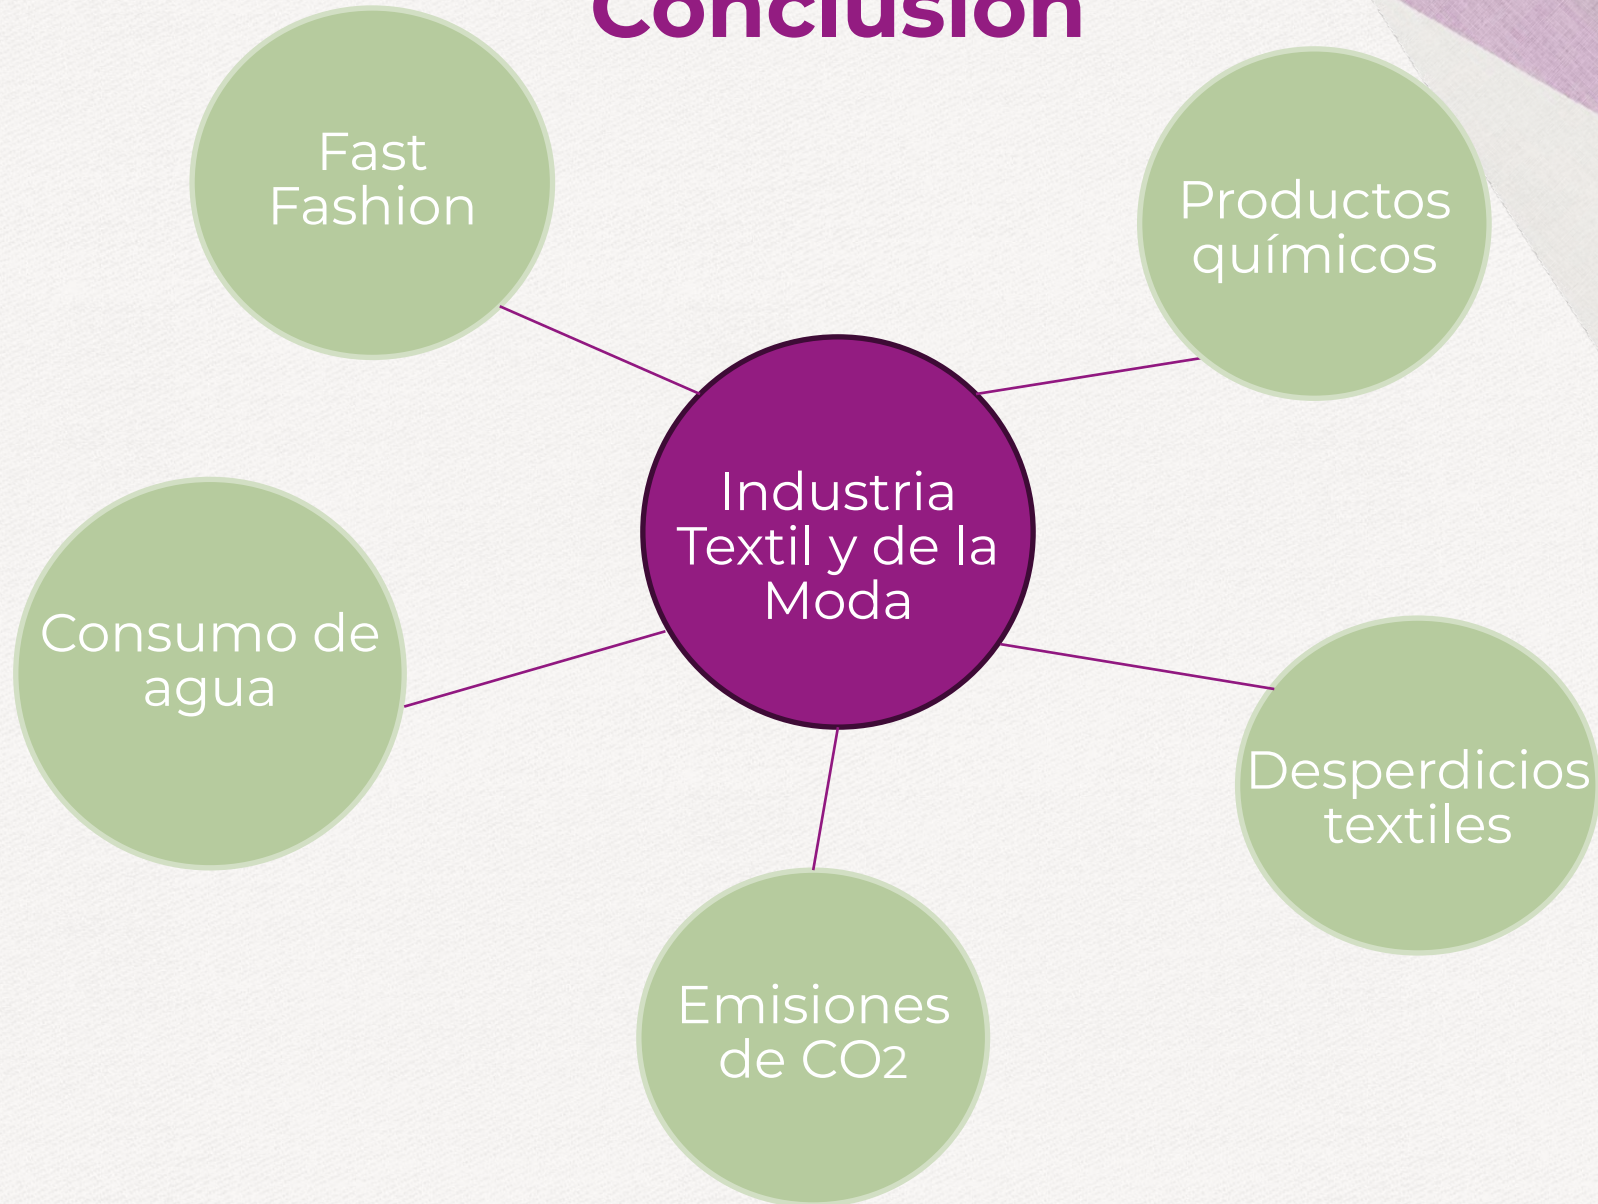 Conclusión
Fast
Fashion
Productos
químicos
Industria
Textil y de la
Moda
Consumo de
agua
Desperdicios
textiles
Emisiones
de CO2